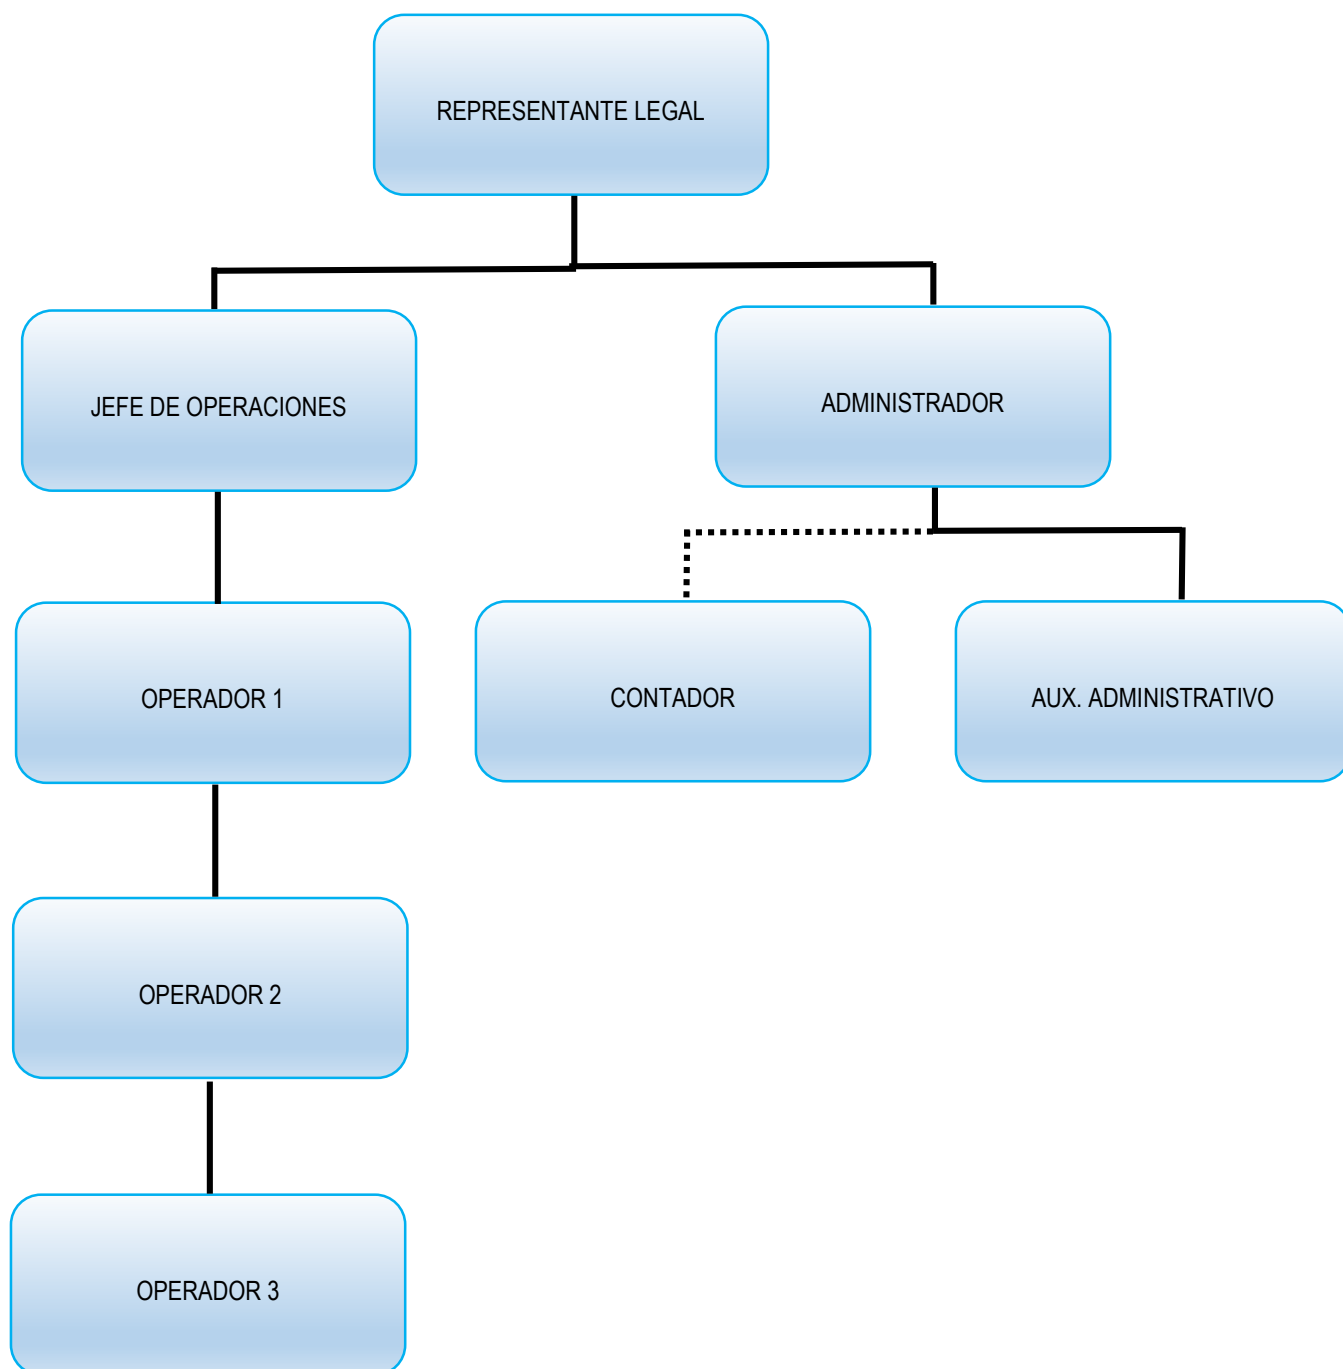 REPRESENTANTE LEGAL
JEFE DE OPERACIONES
ADMINISTRADOR
OPERADOR 1
CONTADOR
AUX. ADMINISTRATIVO
OPERADOR 2
OPERADOR 3